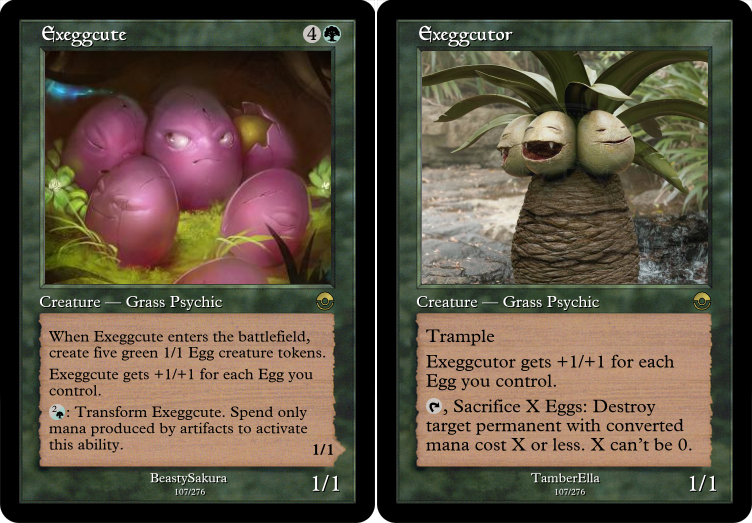 Exeggcute 4
Creature — Grass Psychic
When Exeggcute enters the battlefield,
create five green 1/1 Egg creature tokens.
Exeggcute gets +1/+1 for each Egg you
control.
2: Transform Exeggcute. Spend only
mana produced by artifacts to activate
this ability.
1/1
BeastySakura
107/276
1/1
Exeggcutor
Creature — Grass Psychic
Trample
Exeggcutor gets +1/+1 for each
Egg you control.
, Sacrifice X Eggs: Destroy
target permanent with converted
mana cost X or less. X can't be 0.
TamberElla
107/276
1/1